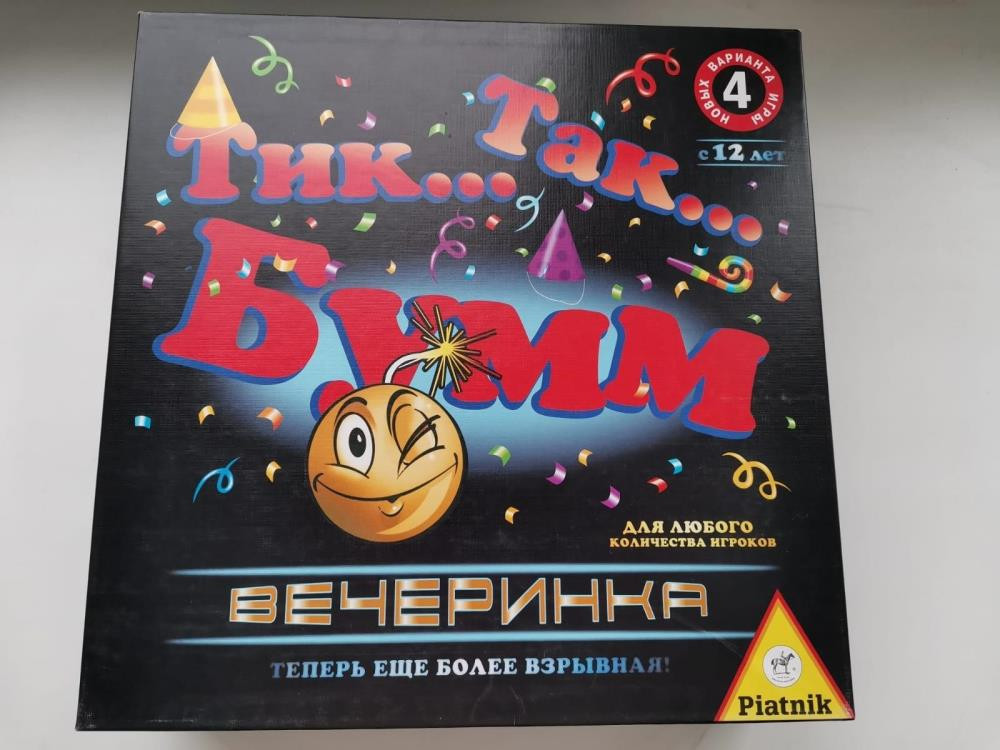 Тик... Так...
Бумм
4
НОВЫХ ВАРИАНТА ИГРЫ
с 12 лет
ДЛЯ ЛЮБОГО
КОЛИЧЕСТВА ИГРОКОВ
ВЕЧЕРИНКА
ТЕПЕРЬ ЕЩЕ БОЛЕЕ ВЗРЫВНАЯ!
Piatnik